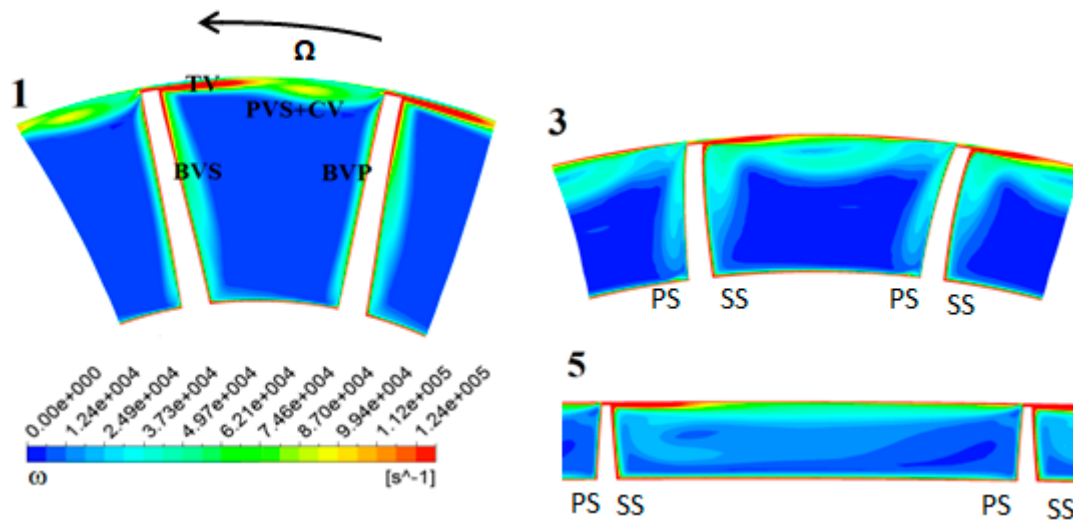 Ω
1
TV
PVS+CV
BVS
BVP
0.00e+000
1.24e+004
2.49e+004
3.73e+004
4.97e+004
6.21e+004
7.46e+004
8.70e+004
9.94e+004
1.12e+005
1.24e+005
ω
[s^-1]
3
PS SS PS SS
5
PS SS PS SS